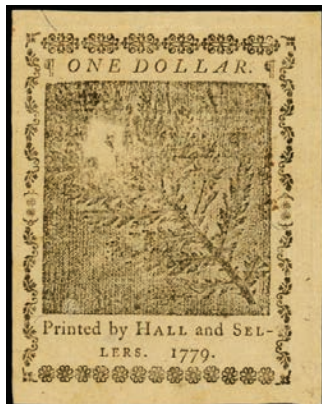 ONE DOLLAR.
Printed by HALL and SEL-
LERS. 1779.